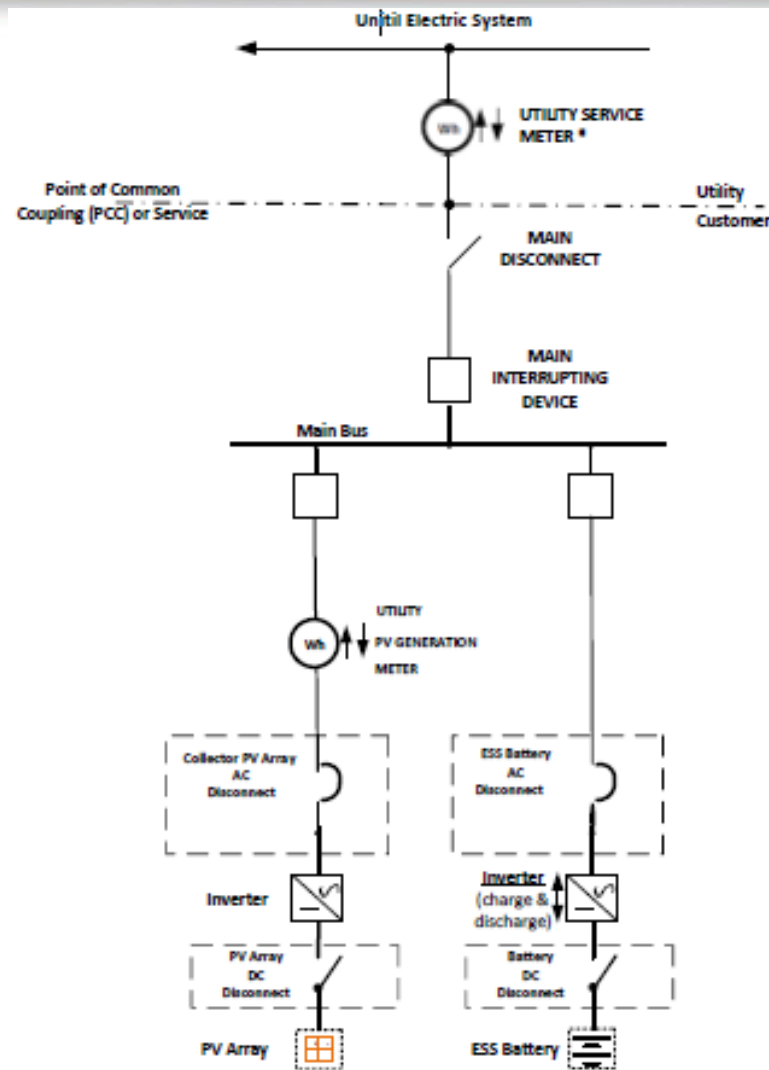 Unitil Electric System
Wh
UTILITY SERVICE
METER *
Point of Common
Coupling (PCC) or Service
Utility
Customer
MAIN
DISCONNECT
MAIN
INTERRUPTING
DEVICE
Main Bus
Wh
UTILITY
PV GENERATION
METER
Collector PV Array
AC
Disconnect
ESS Battery
AC
Disconnect
Inverter
Inverter
(charge &
discharge)
PV Array
DC
Disconnect
Battery
DC
Disconnect
PV Array
ESS Battery